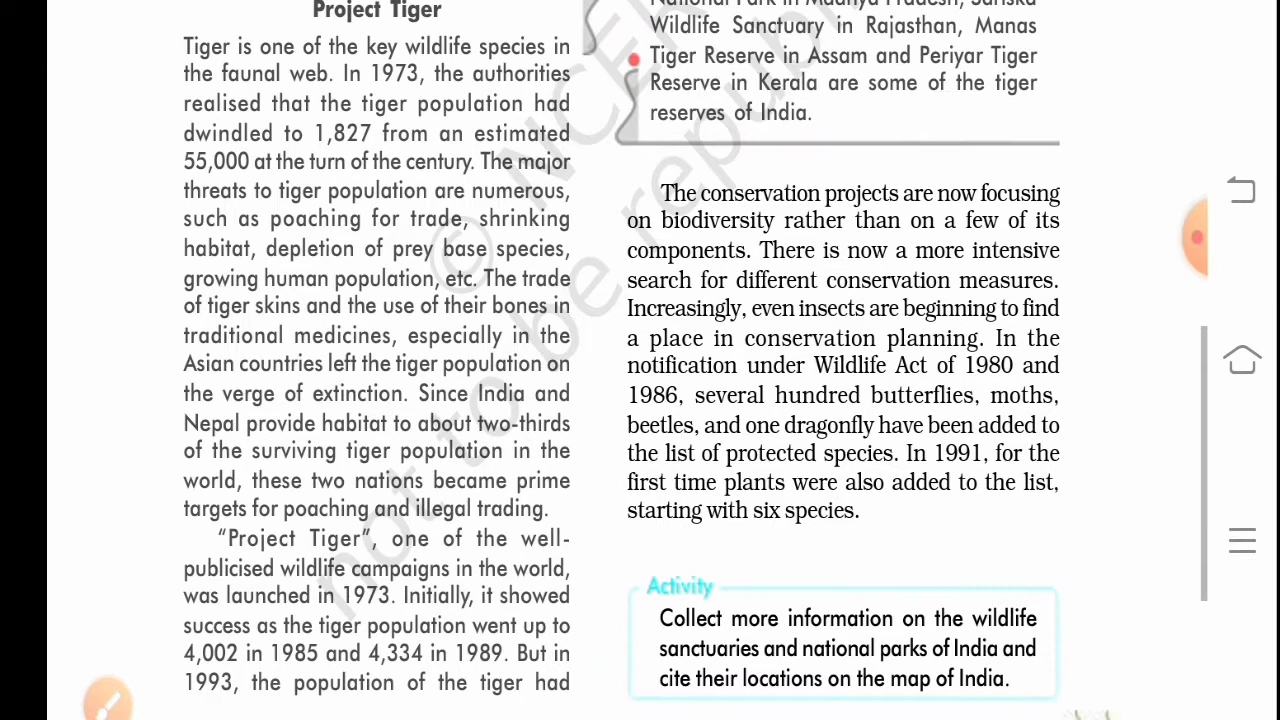 Project Tiger
Tiger is one of the key wildlife species in
the faunal web. In 1973, the authorities
realised that the tiger population had
dwindled to 1,827 from an estimated
55,000 at the turn of the century. The major
threats to tiger population are numerous,
such as poaching for trade, shrinking
habitat, depletion of prey base species,
growing human population, etc. The trade
of tiger skins and the use of their bones in
traditional medicines, especially in the
Asian countries left the tiger population on
the verge of extinction. Since India and
Nepal provide habitat to about two-thirds
of the surviving tiger population in the
world, these two nations became prime
targets for poaching and illegal trading.
“Project Tiger”, one of the well-
publicised wildlife campaigns in the world,
was launched in 1973. Initially, it showed
success as the tiger population went up to
4,002 in 1985 and 4,334 in 1989. But in
1993, the population of the tiger had
National Park in Madhya Pradesh, Sariska
Wildlife Sanctuary in Rajasthan, Manas
Tiger Reserve in Assam and Periyar Tiger
Reserve in Kerala are some of the tiger
reserves of India.
The conservation projects are now focusing
on biodiversity rather than on a few of its
components. There is now a more intensive
search for different conservation measures.
Increasingly, even insects are beginning to find
a place in conservation planning. In the
notification under Wildlife Act of 1980 and
1986, several hundred butterflies, moths,
beetles, and one dragonfly have been added to
the list of protected species. In 1991, for the
first time plants were also added to the list,
starting with six species.
Activity
Collect more information on the wildlife
sanctuaries and national parks of India and
cite their locations on the map of India.
© NCER
not to be republ